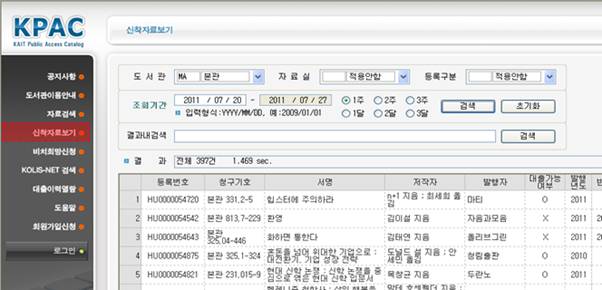 KPAC
KAIT Public Access Catalog
신착자료보기
공지사항
도서관이용안내
자료검색
신착자료보기
비치희망신청
KOLIS-NET 검색
대출이력열람
도움말
회원가입신청
로그인
도 서 관 MA 본관 자 료 실 적용안함 등록구분 적용안함
조회기간 2011 / 07 / 20 - 2011 / 07 / 27 1주 2주 3주 검색 초기화
입력형식:YYYY/MM/DD, 예:2009/01/01 1달 2달 3달
결과내검색 검색
결 과 전체 397건 1.469 sec.
등록번호 청구기호 서명 저작자 발행자 대출가능여부 발행년도
1 HU0000054720 본관 331,2-5 힙스터에 주의하라 n+1 지음 ; 최세희 옮김 마티 O 2011
2 HU0000054542 본관 813,7-229 환영 김이설 지음 자음과모음 X 2011
3 HU0000054643 본관 325,04-446 화하면 통한다 김태연 지음 올리브그린 X 2011
4 HU0000054875 본관 325,1-324 혼돈을 넘어 위대한 기업으로 : 대전환기, 기업 성장 전략 도널드 설 지음 ; 안세민 옮김 청림출판 O 2010
5 HU0000054821 본관 231,015-9 현대 신학 논쟁 : 신학 논쟁을 중심으로 엮은 현대 신학 입문서 목창균 지음 두란노 O 2011